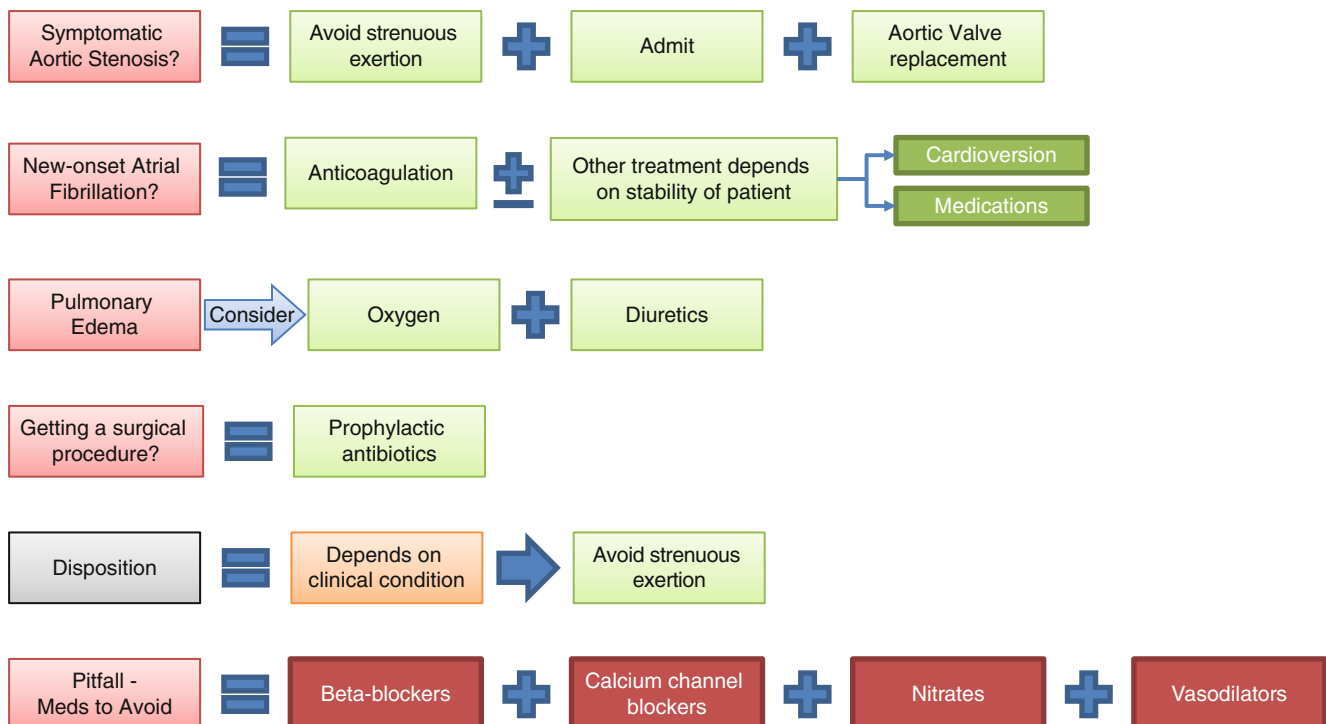 Symptomatic
Aortic Stenosis?
Avoid strenuous
exertion
Admit
Aortic Valve
replacement
New-onset Atrial
Fibrillation?
Anticoagulation
Other treatment depends
on stability of patient
Cardioversion
Medications
Pulmonary
Edema
Consider
Oxygen
Diuretics
Getting a surgical
procedure?
Prophylactic
antibiotics
Disposition
Depends on
clinical condition
Avoid strenuous
exertion
Pitfall -
Meds to Avoid
Beta-blockers
Calcium channel
blockers
Nitrates
Vasodilators